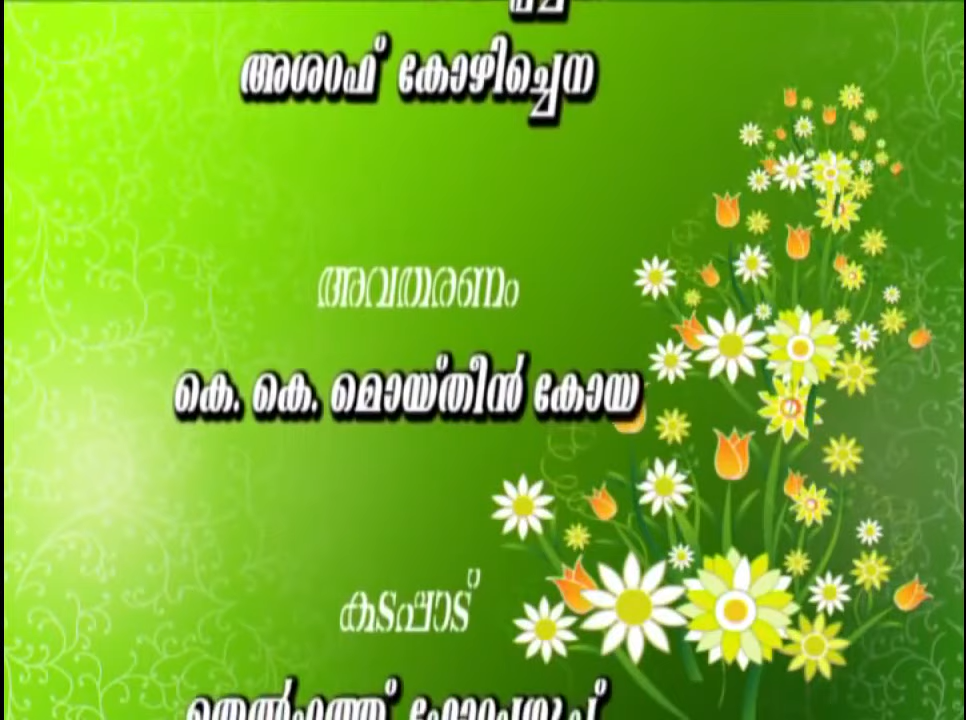 അശറഫ് കോഴിച്ചെന
അവതരണം
കെ. കെ. മൊയ്തീൻ കോയ
കടപ്പാട്